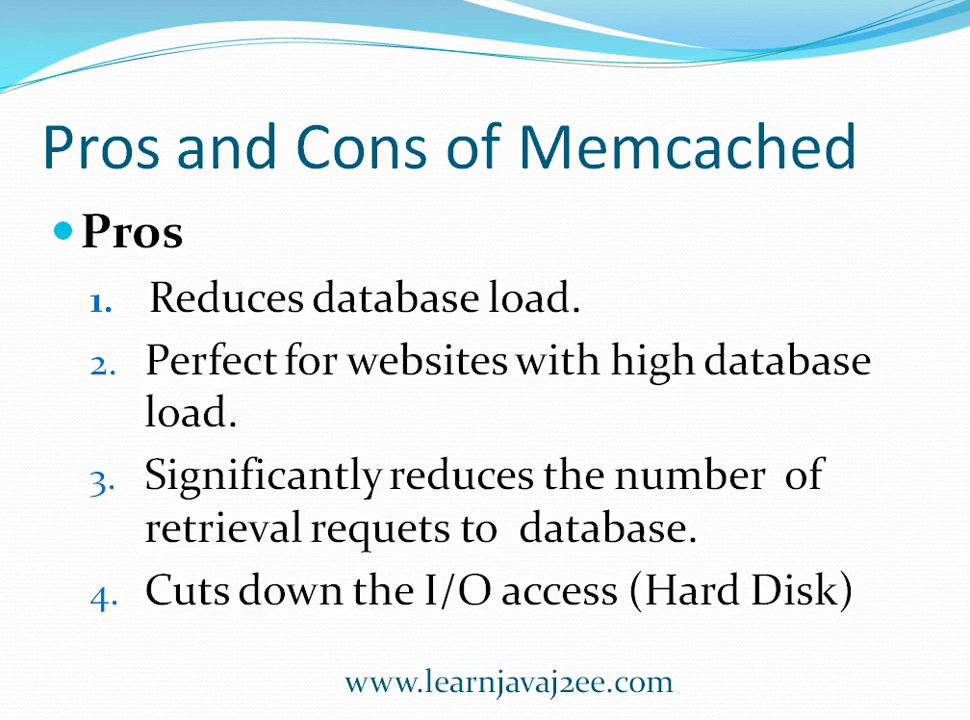 Pros and Cons of Memcached
• Pros
1. Reduces database load.
2. Perfect for websites with high database
load.
3. Significantly reduces the number of
retrieval requets to database.
4. Cuts down the I/O access (Hard Disk)
www.learnjavaj2ee.com